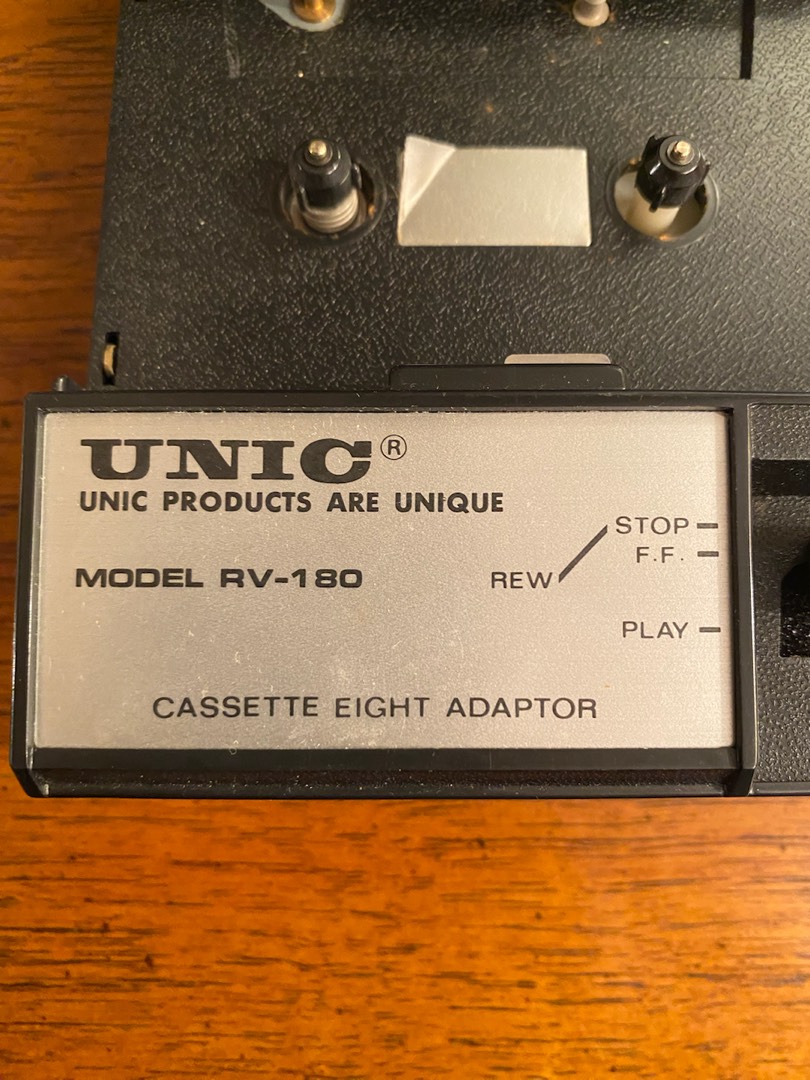 UNIC®
UNIC PRODUCTS ARE UNIQUE
MODEL RV-180
STOP
F.F.
REW
PLAY
CASSETTE EIGHT ADAPTOR